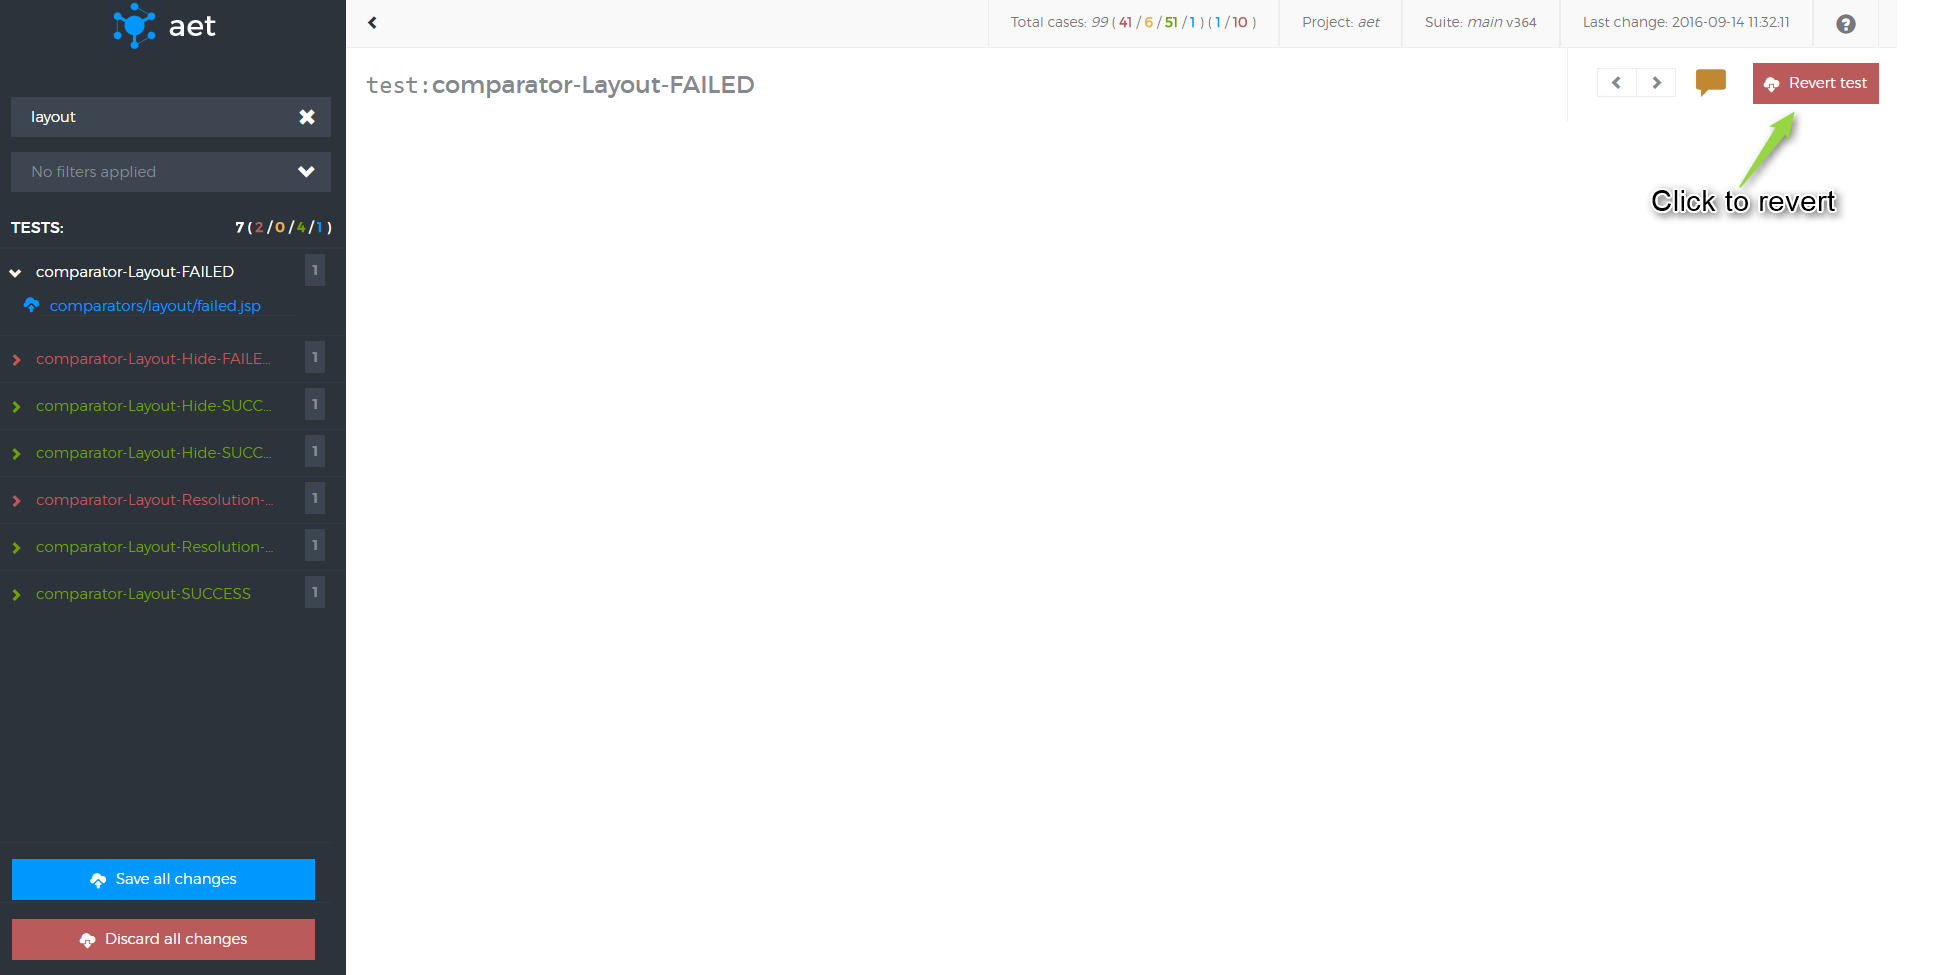 aet
layout
No filters applied
TESTS: 7 ( 2 / 0 / 4 / 1 )
comparator-Layout-FAILED 1
comparators/layout/failed.jsp
comparator-Layout-Hide-FAILE... 1
comparator-Layout-Hide-SUCC... 1
comparator-Layout-Hide-SUCC... 1
comparator-Layout-Resolution-... 1
comparator-Layout-Resolution-... 1
comparator-Layout-SUCCESS 1
Save all changes
Discard all changes
Total cases: 99 ( 41 / 6 / 51 / 1 ) ( 1 / 10 ) Project: aet Suite: main v364 Last change: 2016-09-14 11:32:11 ?
test:comparator-Layout-FAILED
Revert test
Click to revert